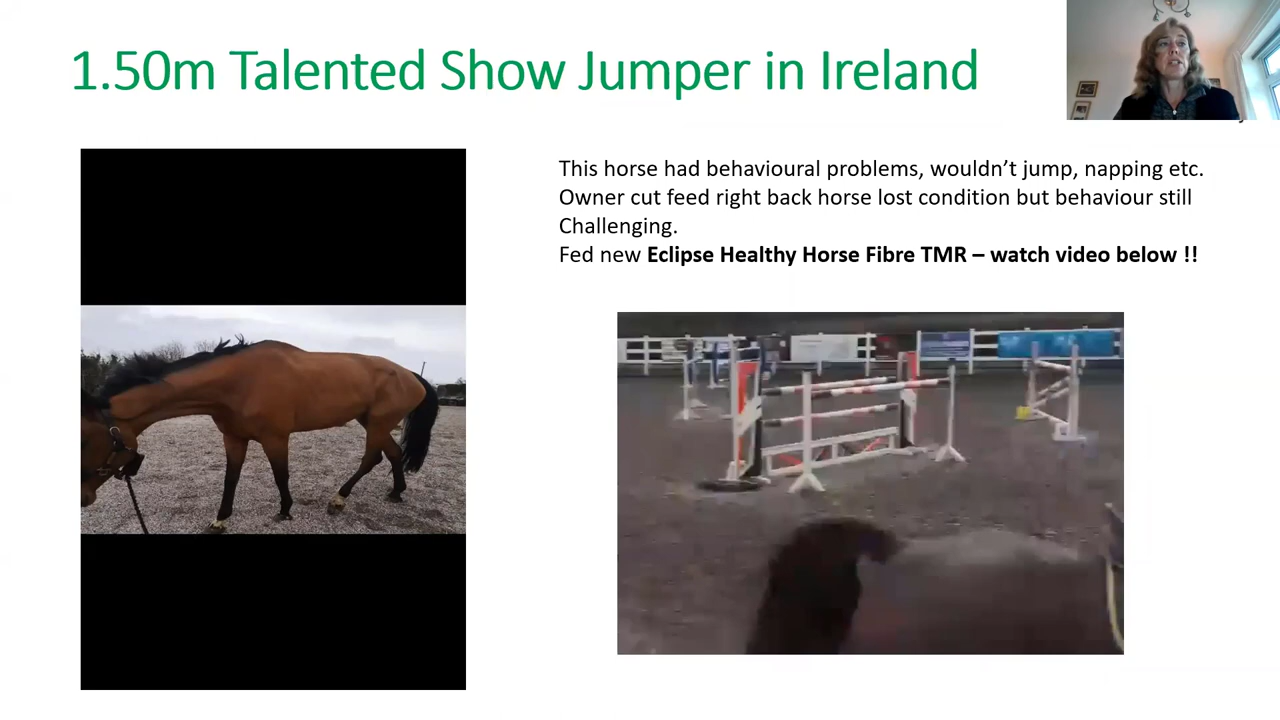 1.50m Talented Show Jumper in Ireland
This horse had behavioural problems, wouldn’t jump, napping etc.
Owner cut feed right back horse lost condition but behaviour still
Challenging.
Fed new Eclipse Healthy Horse Fibre TMR – watch video below !!